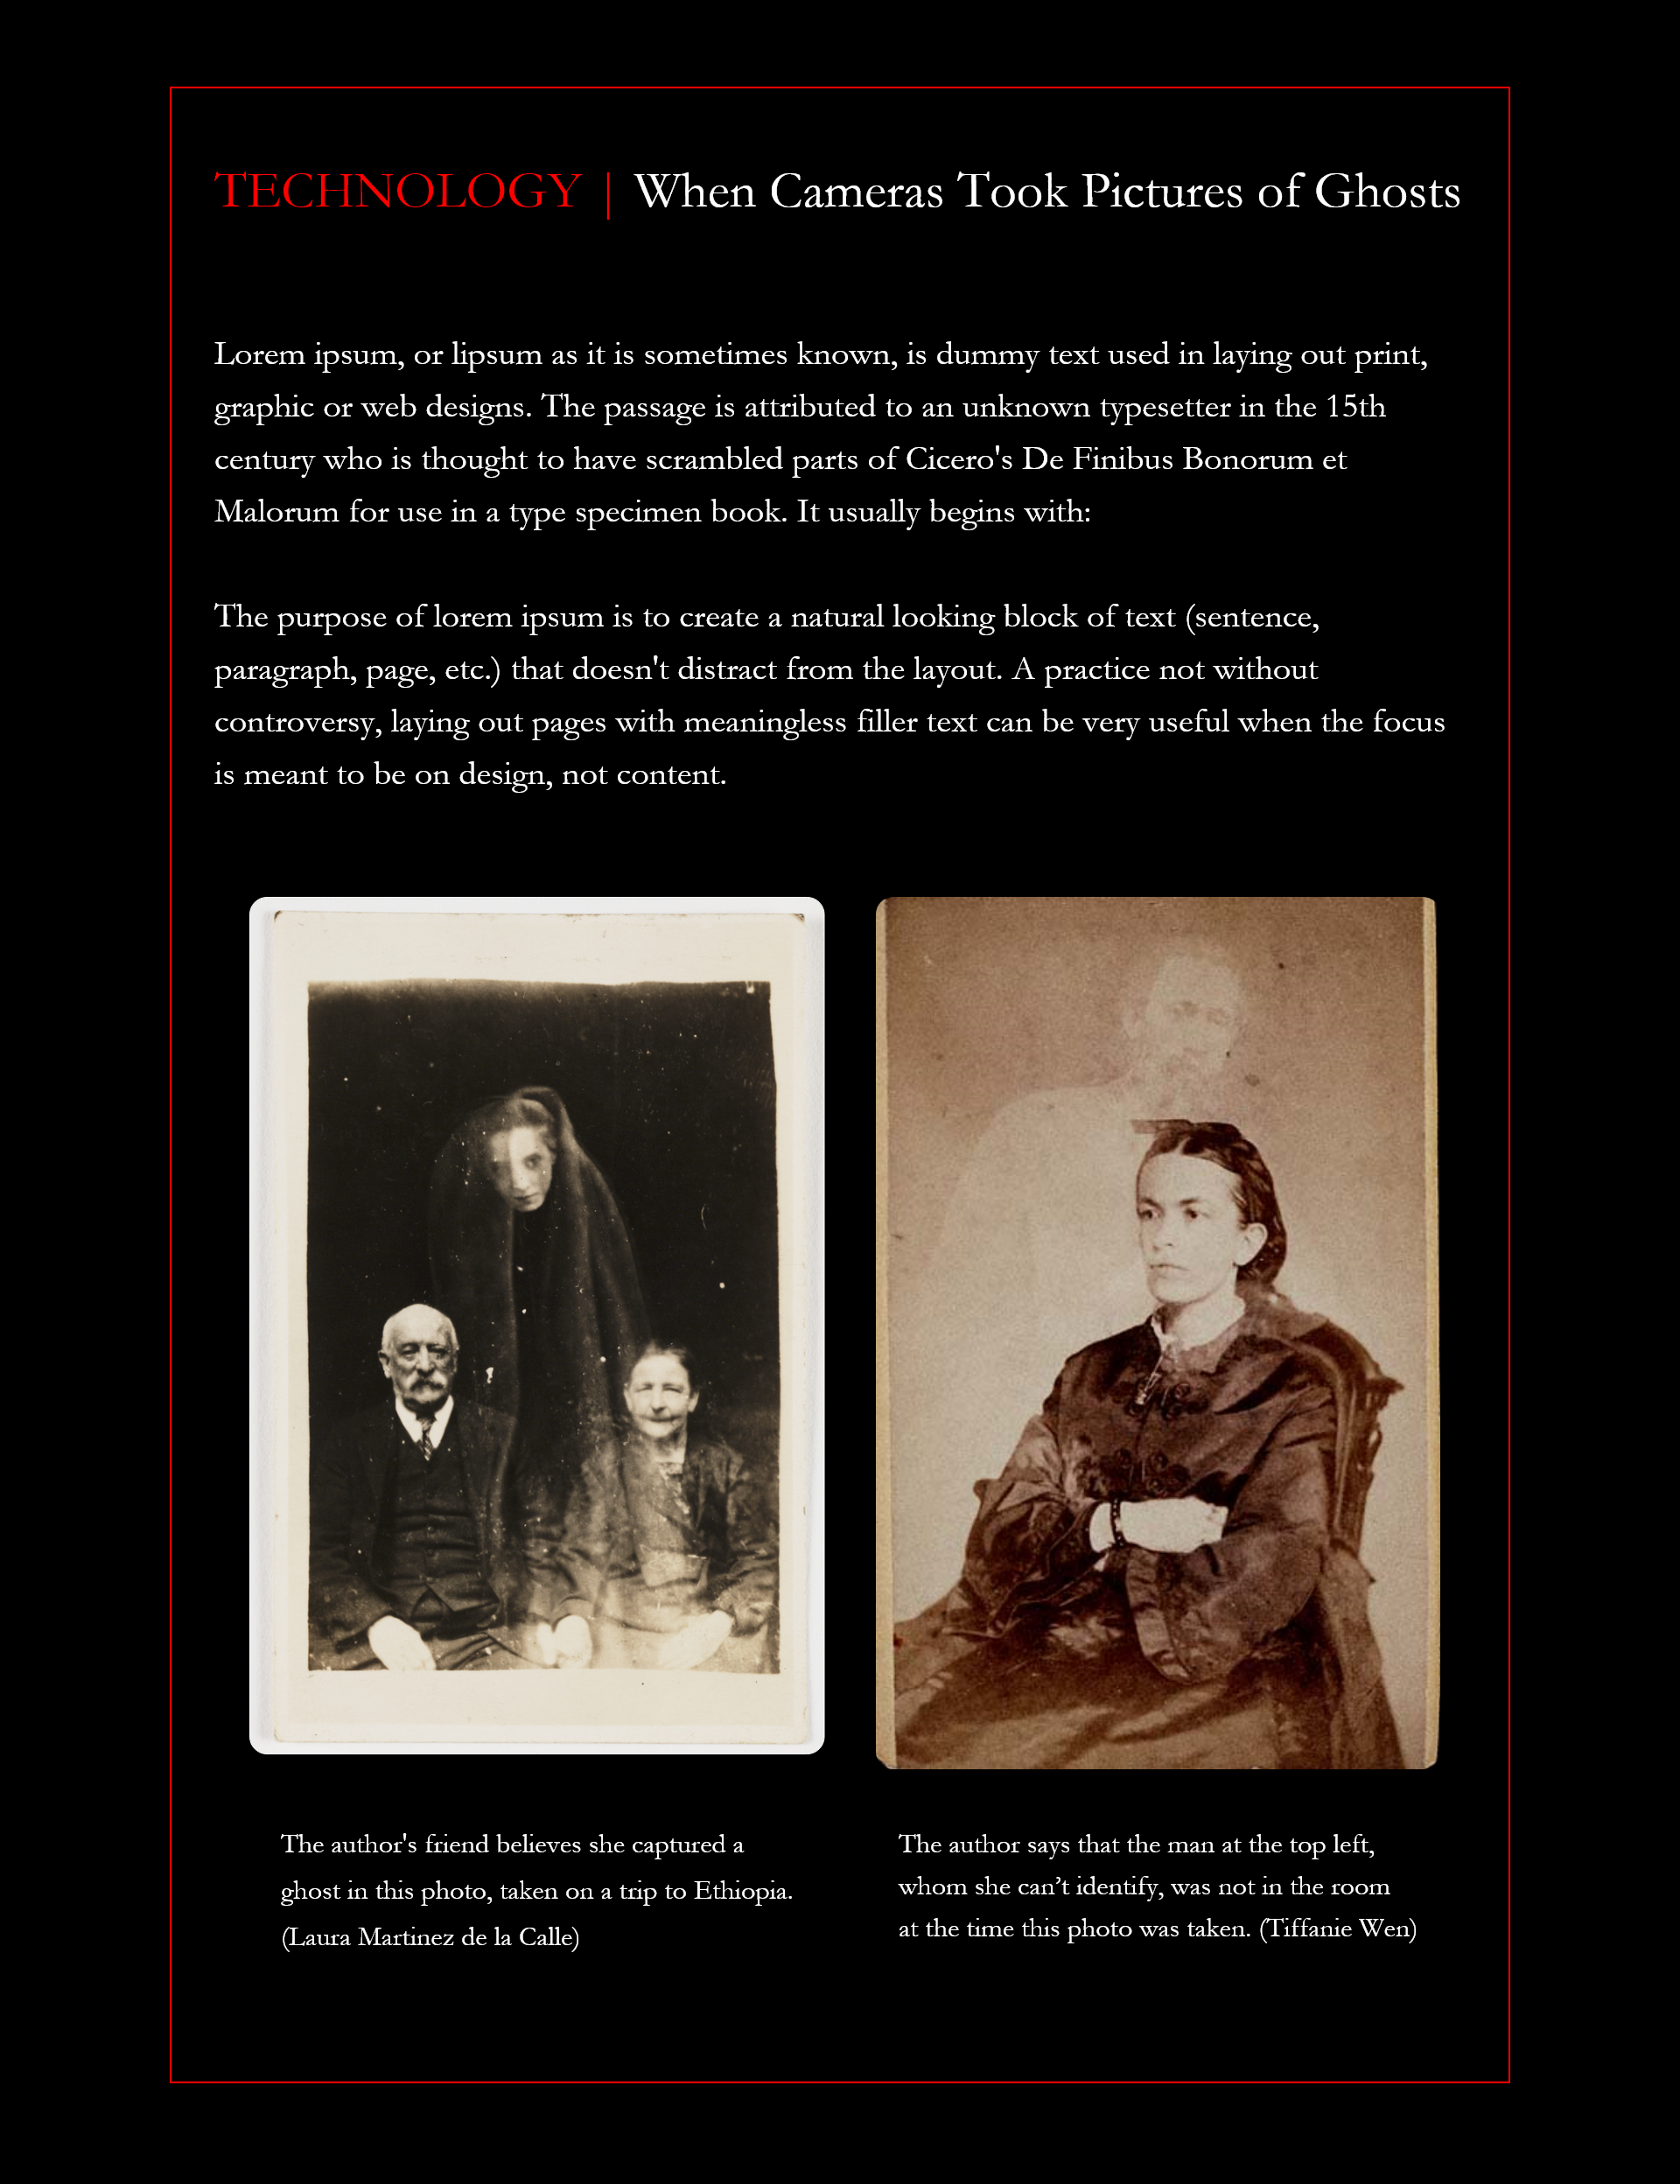 TECHNOLOGY | When Cameras Took Pictures of Ghosts
Lorem ipsum, or lipsum as it is sometimes known, is dummy text used in laying out print,
graphic or web designs. The passage is attributed to an unknown typesetter in the 15th
century who is thought to have scrambled parts of Cicero's De Finibus Bonorum et
Malorum for use in a type specimen book. It usually begins with:
The purpose of lorem ipsum is to create a natural looking block of text (sentence,
paragraph, page, etc.) that doesn't distract from the layout. A practice not without
controversy, laying out pages with meaningless filler text can be very useful when the focus
is meant to be on design, not content.
The author's friend believes she captured a
ghost in this photo, taken on a trip to Ethiopia.
(Laura Martinez de la Calle)
The author says that the man at the top left,
whom she can’t identify, was not in the room
at the time this photo was taken. (Tiffanie Wen)